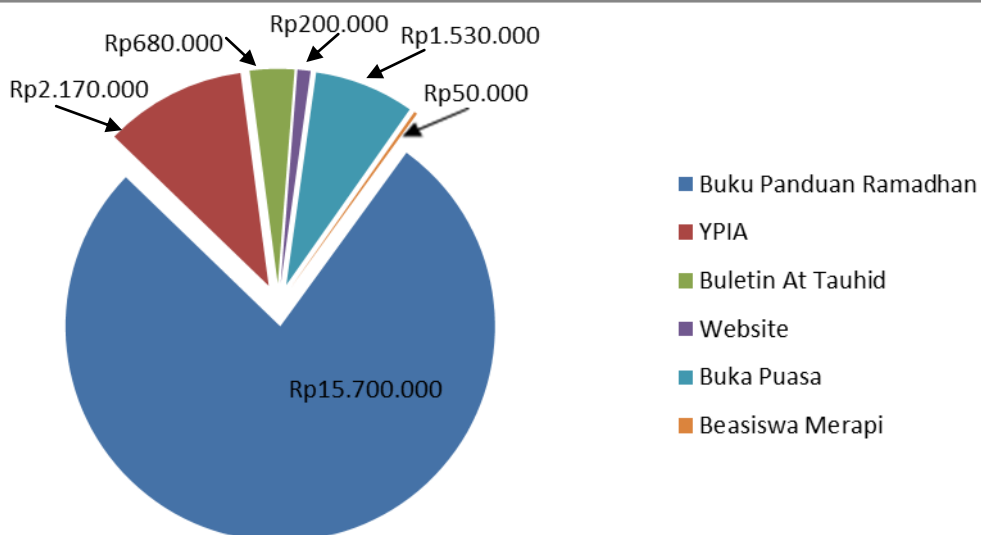 Rp200.000
Rp680.000
Rp1.530.000
Rp2.170.000
Rp50.000
Rp15.700.000
Buku Panduan Ramadhan
YPIA
Buletin At Tauhid
Website
Buka Puasa
Beasiswa Merapi